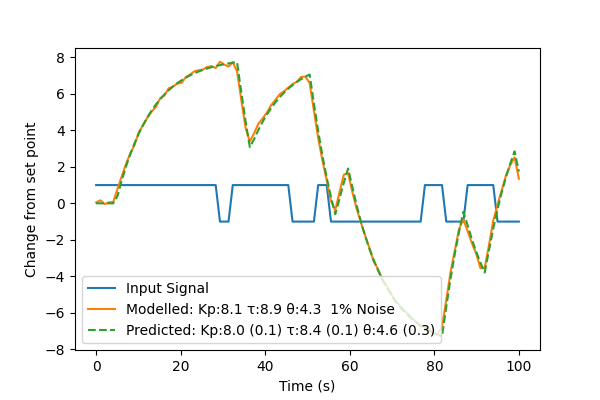 8
6
4
2
0
−2
−4
−6
−8
Change from set point
Input Signal
Modelled: Kp:8.1 τ:8.9 θ:4.3  1% Noise
Predicted: Kp:8.0 (0.1) τ:8.4 (0.1) θ:4.6 (0.3)
0 20 40 60 80 100
Time (s)